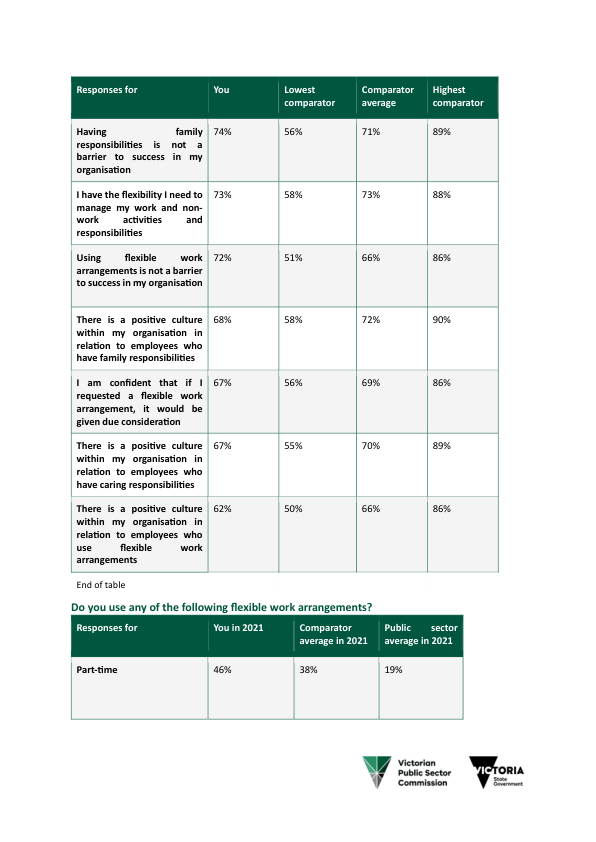 Responses for You Lowest comparator Comparator average Highest comparator
Having family responsibilities is not a barrier to success in my organisation 74% 56% 71% 89%
I have the flexibility I need to manage my work and non-work activities and responsibilities 73% 58% 73% 88%
Using flexible work arrangements is not a barrier to success in my organisation 72% 51% 66% 86%
There is a positive culture within my organisation in relation to employees who have family responsibilities 68% 58% 72% 90%
I am confident that if I requested a flexible work arrangement, it would be given due consideration 67% 56% 69% 86%
There is a positive culture within my organisation in relation to employees who have caring responsibilities 67% 55% 70% 89%
There is a positive culture within my organisation in relation to employees who use flexible work arrangements 62% 50% 66% 86%
End of table
Do you use any of the following flexible work arrangements?
Responses for You in 2021 Comparator average in 2021 Public sector average in 2021
Part-time 46% 38% 19%
Victorian
Public Sector
Commission
VICTORIA
State
Government